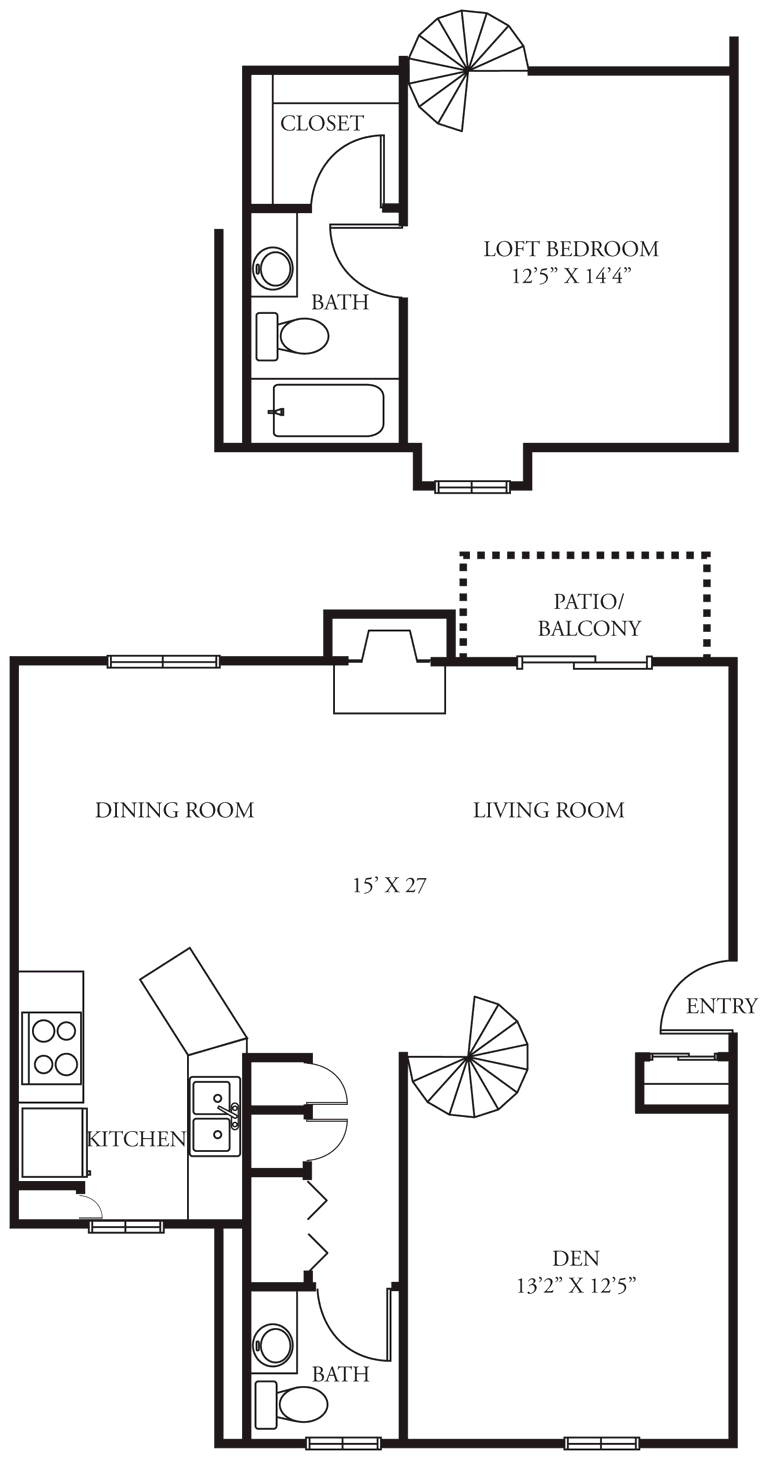 CLOSET
LOFT BEDROOM
12’5” X 14’4”
BATH
PATIO/
BALCONY
DINING ROOM
LIVING ROOM
15’ X 27
ENTRY
KITCHEN
DEN
13’2” X 12’5”
BATH